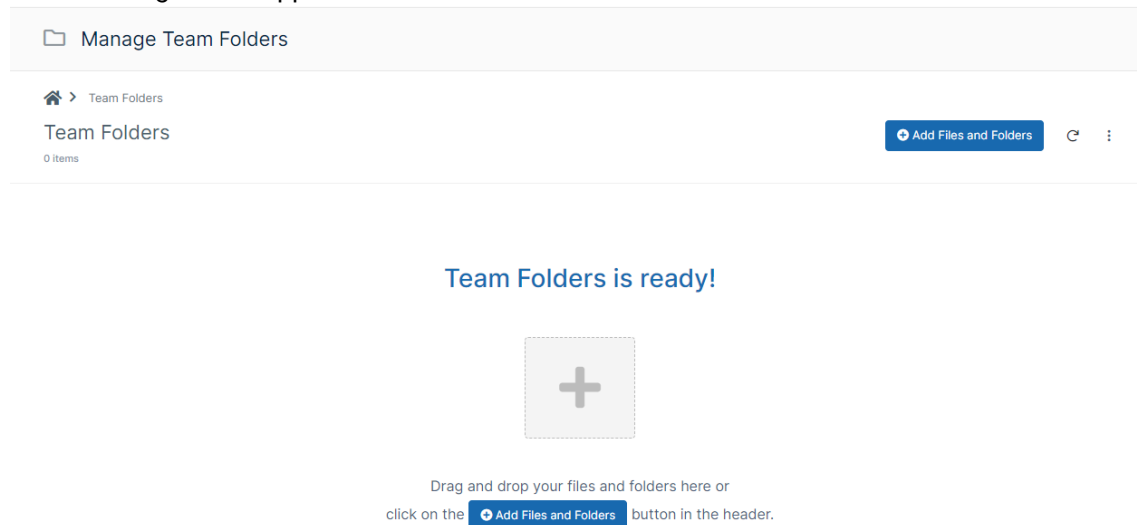 Manage Team Folders
Team Folders
Team Folders
0 items
Add Files and Folders
Team Folders is ready!
Drag and drop your files and folders here or
click on the Add Files and Folders button in the header.